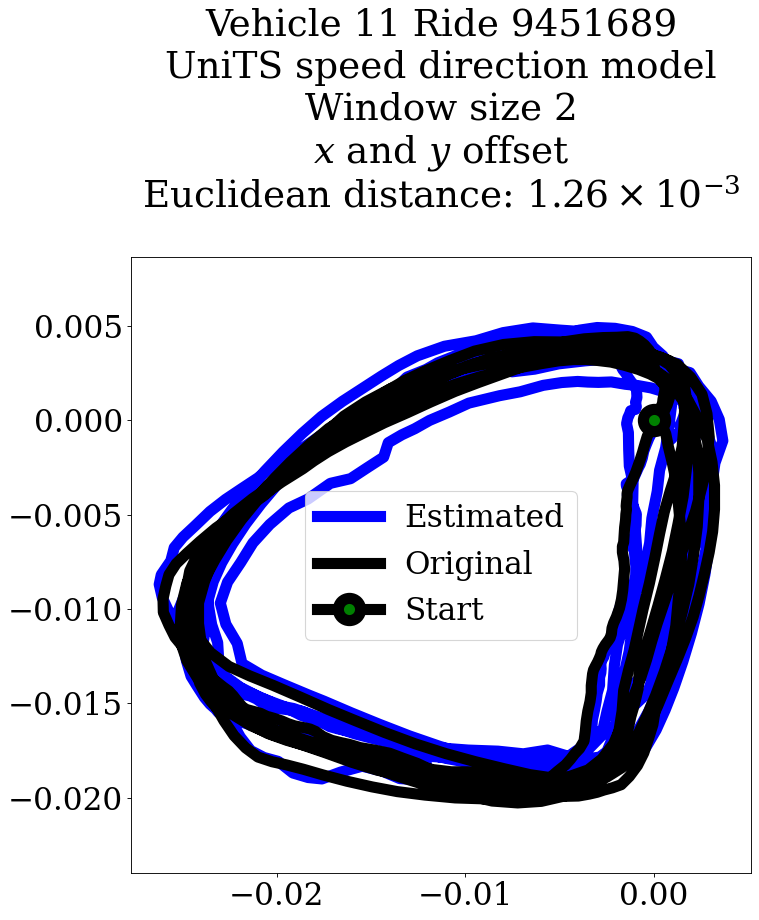 Vehicle 11 Ride 9451689
UniTS speed direction model
Window size 2
x and y offset
Euclidean distance: 1.26 × 10⁻³
0.005
0.000
−0.005
−0.010
−0.015
−0.020
Estimated
Original
Start
−0.02
−0.01
0.00